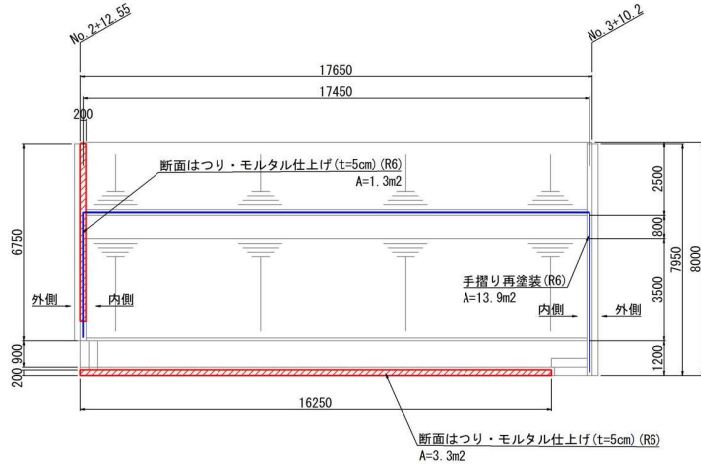 No.2+12.55
No.3+10.2
17650
17450
200
断面はつり・モルタル仕上げ(t=5cm)(R6)
A=1.3m2
2500
800
7950
8000
6750
3500
手摺り再塗装(R6)
A=13.9m2
外側
内側
内側
外側
900
200
1200
16250
断面はつり・モルタル仕上げ(t=5cm)(R6)
A=3.3m2